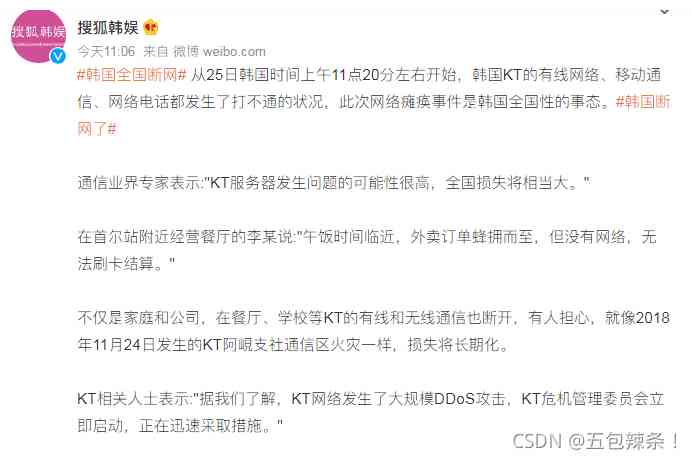 搜狐韩娱
搜狐.韩娱
今天11:06 来自 微博 weibo.com
#韩国全国断网# 从25日韩国时间上午11点20分左右开始，韩国KT的有线网络、移动通
信、网络电话都发生了打不通的状况，此次网络瘫痪事件是韩国全国性的事态。#韩国断
网了#
通信业界专家表示:"KT服务器发生问题的可能性很高，全国损失将相当大。"
在首尔站附近经营餐厅的李某说:"午饭时间临近，外卖订单蜂拥而至，但没有网络，无
法刷卡结算。"
不仅是家庭和公司，在餐厅、学校等KT的有线和无线通信也断开，有人担心，就像2018
年11月24日发生的KT阿岘支社通信区火灾一样，损失将长期化。
KT相关人士表示:"据我们了解，KT网络发生了大规模DDoS攻击，KT危机管理委员会立
即启动，正在迅速采取措施。"
CSDN @五包辣条！